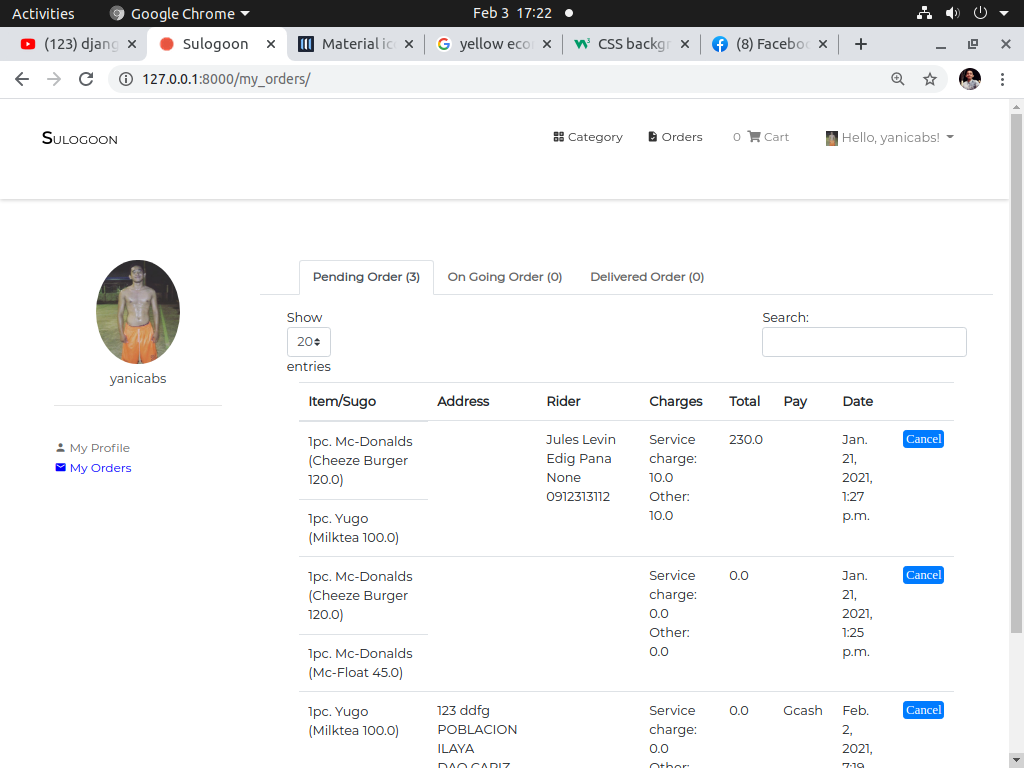 Activities
Google Chrome
Feb 3 17:22
(123) djang
Sulogoon
Material ic
yellow econ
CSS backgr
(8) Facebo
127.0.0.1:8000/my_orders/
SULOGOON
Category
Orders
0 Cart
Hello, yanicabs!
yanicabs
My Profile
My Orders
Pending Order (3)
On Going Order (0)
Delivered Order (0)
Show
20
entries
Search:
Item/Sugo
Address
Rider
Charges
Total
Pay
Date
1pc. Mc-Donalds
(Cheeze Burger
120.0)
1pc. Yugo
(Milktea 100.0)
Jules Levin
Edig Pana
None
0912313112
Service
charge:
10.0
Other:
10.0
230.0
Jan.
21,
2021,
1:27
p.m.
Cancel
1pc. Mc-Donalds
(Cheeze Burger
120.0)
1pc. Mc-Donalds
(Mc-Float 45.0)
Service
charge:
0.0
Other:
0.0
0.0
Jan.
21,
2021,
1:25
p.m.
Cancel
1pc. Yugo
(Milktea 100.0)
123 ddfg
POBLACION
ILAYA
DAO CAPIZ
Service
charge:
0.0
Other:
0.0
Gcash
Feb.
2,
2021,
7:19
Cancel